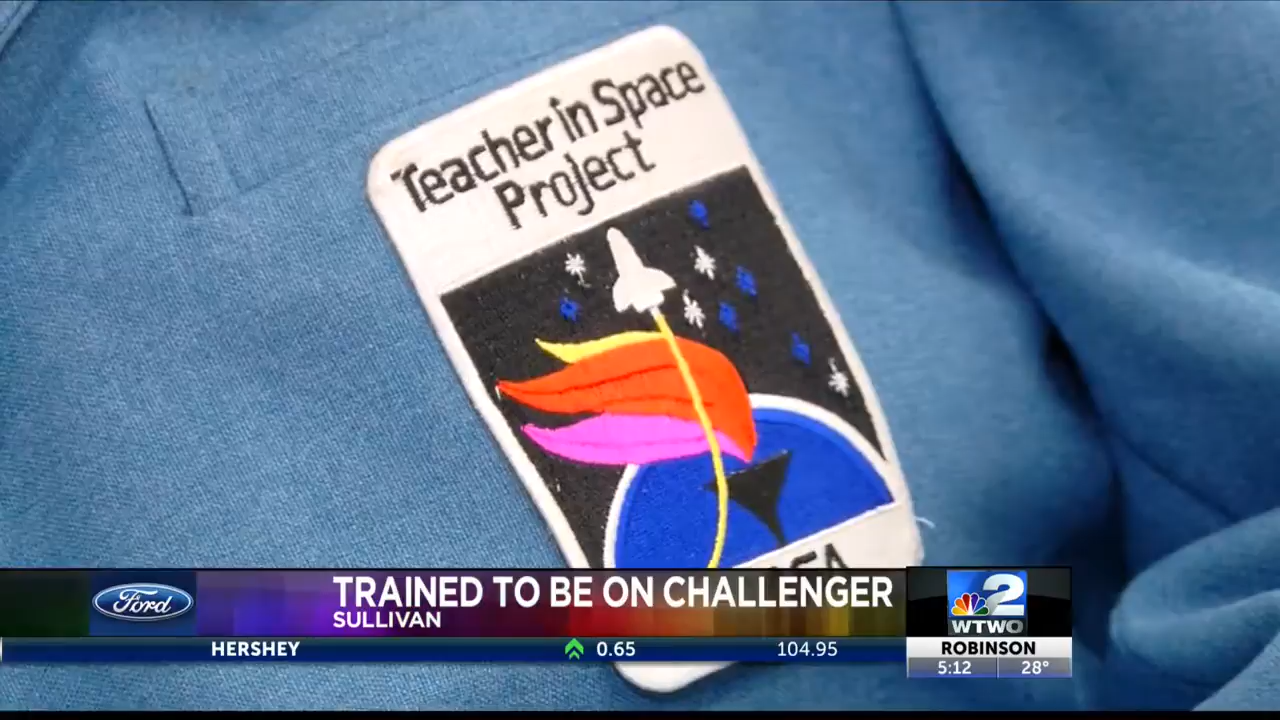 Teacher in Space
Project
Ford
TRAINED TO BE ON CHALLENGER
SULLIVAN
2
WTWO
HERSHEY 0.65 104.95
ROBINSON
5:12 28°